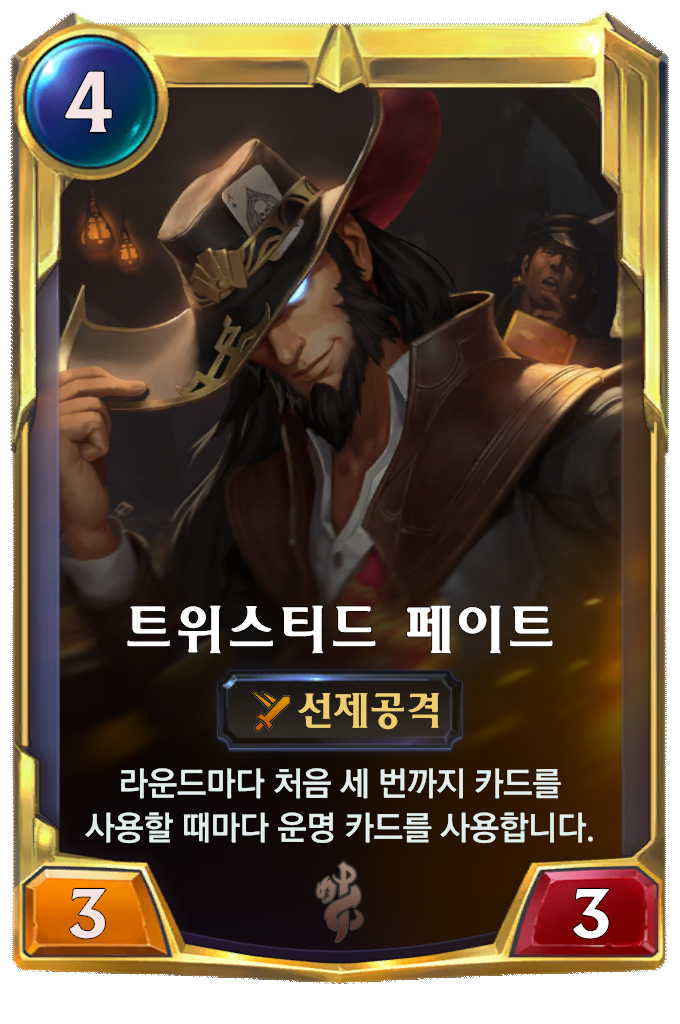 4
트위스티드 페이트
선제공격
라운드마다 처음 세 번까지 카드를
사용할 때마다 운명 카드를 사용합니다.
3
3